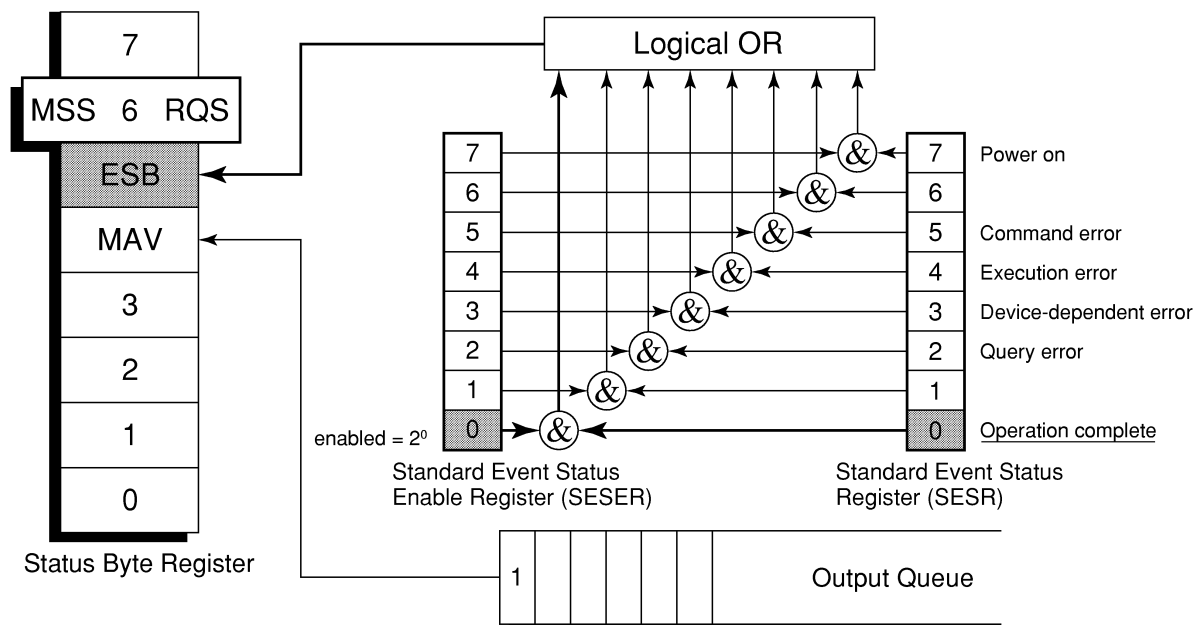 7
MSS 6 RQS
ESB
MAV
3
2
1
0
Status Byte Register
Logical OR
7 & 7 Power on
6 & 6
5 & 5 Command error
4 & 4 Execution error
3 & 3 Device-dependent error
2 & 2 Query error
1 & 1
enabled = 2⁰ 0 & 0 Operation complete
Standard Event Status
Enable Register (SESER)
Standard Event Status
Register (SESR)
1 Output Queue